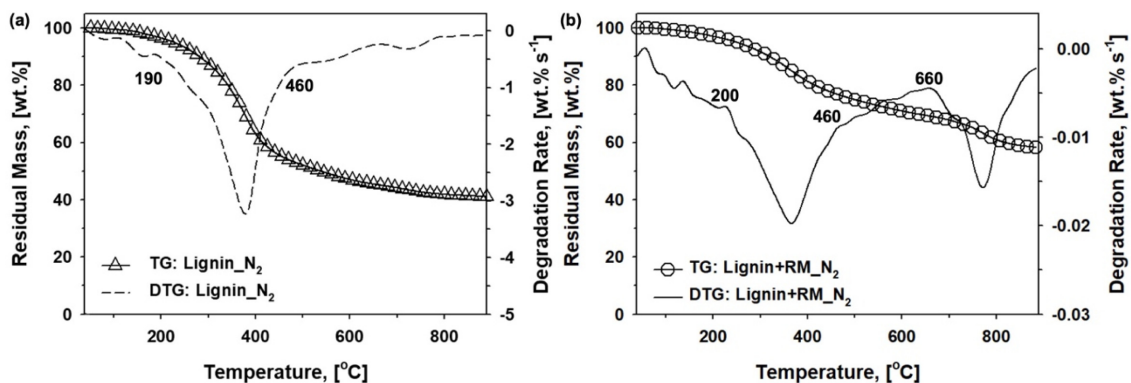 (a)
100
80
60
40
20
0
Residual Mass, [wt.%]
190
460
TG: Lignin_N2
DTG: Lignin_N2
200
400
600
800
Temperature, [oC]
0
-1
-2
-3
-4
-5
Degradation Rate, [wt.% s-1]
(b)
100
80
60
40
20
0
Residual Mass, [wt.%]
200
460
660
TG: Lignin+RM_N2
DTG: Lignin+RM_N2
200
400
600
800
Temperature, [oC]
0.00
-0.01
-0.02
-0.03
Degradation Rate, [wt.% s-1]